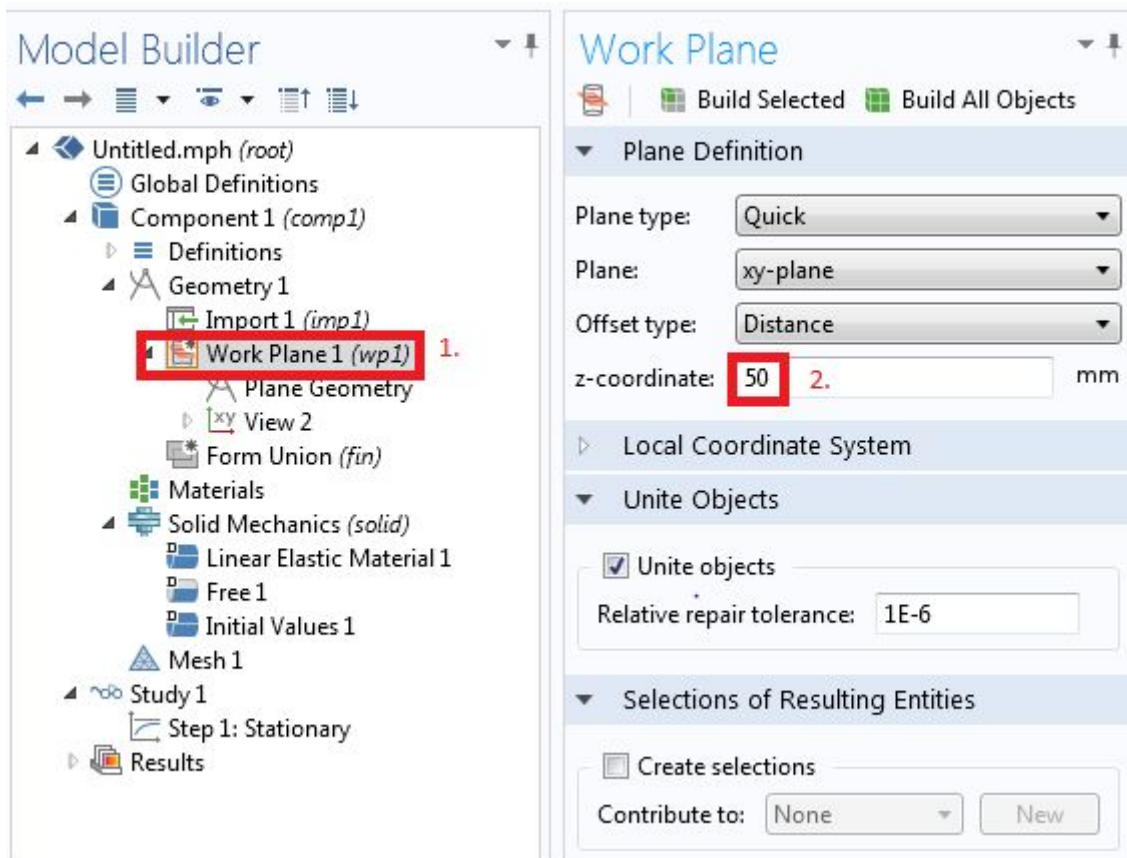 Model Builder
Untitled.mph (root)
Global Definitions
Component 1 (comp1)
Definitions
Geometry 1
Import 1 (imp1)
Work Plane 1 (wp1) 1.
Plane Geometry
xy View 2
Form Union (fin)
Materials
Solid Mechanics (solid)
D Linear Elastic Material 1
D Free 1
D Initial Values 1
Mesh 1
Study 1
Step 1: Stationary
Results
Work Plane
Build Selected Build All Objects
Plane Definition
Plane type: Quick
Plane: xy-plane
Offset type: Distance
z-coordinate: 50 2. mm
Local Coordinate System
Unite Objects
Unite objects
Relative repair tolerance: 1E-6
Selections of Resulting Entities
Create selections
Contribute to: None New